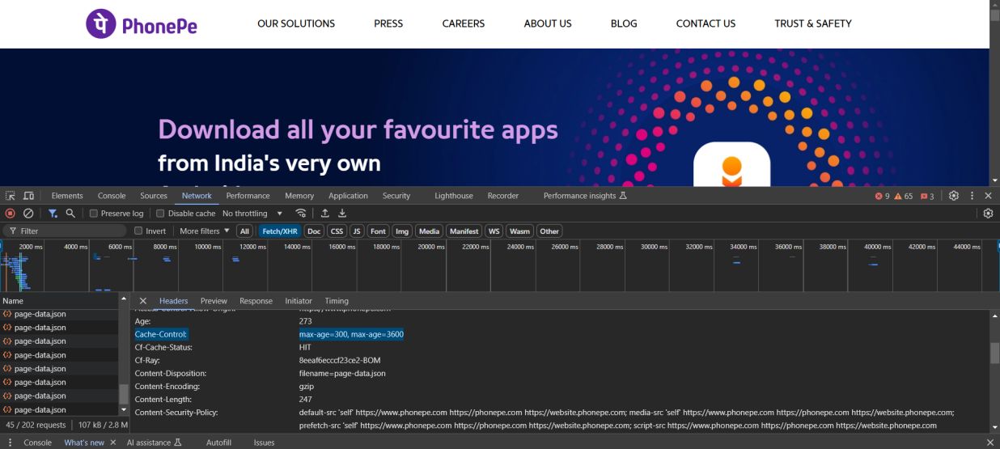 पे PhonePe OUR SOLUTIONS PRESS CAREERS ABOUT US BLOG CONTACT US TRUST & SAFETY
Download all your favourite apps
from India's very own
Elements Console Sources Network Performance Memory Application Security Lighthouse Recorder Performance insights 9 65 3
Preserve log Disable cache No throttling
Filter Invert More filters All Fetch/XHR Doc CSS JS Font Img Media Manifest WS Wasm Other
2000 ms 4000 ms 6000 ms 8000 ms 10000 ms 12000 ms 14000 ms 16000 ms 18000 ms 20000 ms 22000 ms 24000 ms 26000 ms 28000 ms 30000 ms 32000 ms 34000 ms 36000 ms 38000 ms 40000 ms 42000 ms 44000 ms
Name Headers Preview Response Initiator Timing
page-data.json
Age: 273
page-data.json
Cache-Control: max-age=300, max-age=3600
page-data.json
Cf-Cache-Status: HIT
page-data.json
Cf-Ray: 8eeaf6ecccf23ce2-BOM
page-data.json
Content-Disposition: filename=page-data.json
page-data.json
Content-Encoding: gzip
page-data.json
Content-Length: 247
page-data.json
Content-Security-Policy: default-src 'self' https://www.phonepe.com https://phonepe.com https://website.phonepe.com; media-src 'self' https://www.phonepe.com https://phonepe.com https://website.phonepe.com;
45 / 202 requests 107 kB / 2.8 M
prefetch-src 'self' https://www.phonepe.com https://phonepe.com https://website.phonepe.com; script-src https://www.phonepe.com https://phonepe.com https://website.phonepe.com
Console What's new AI assistance Autofill Issues